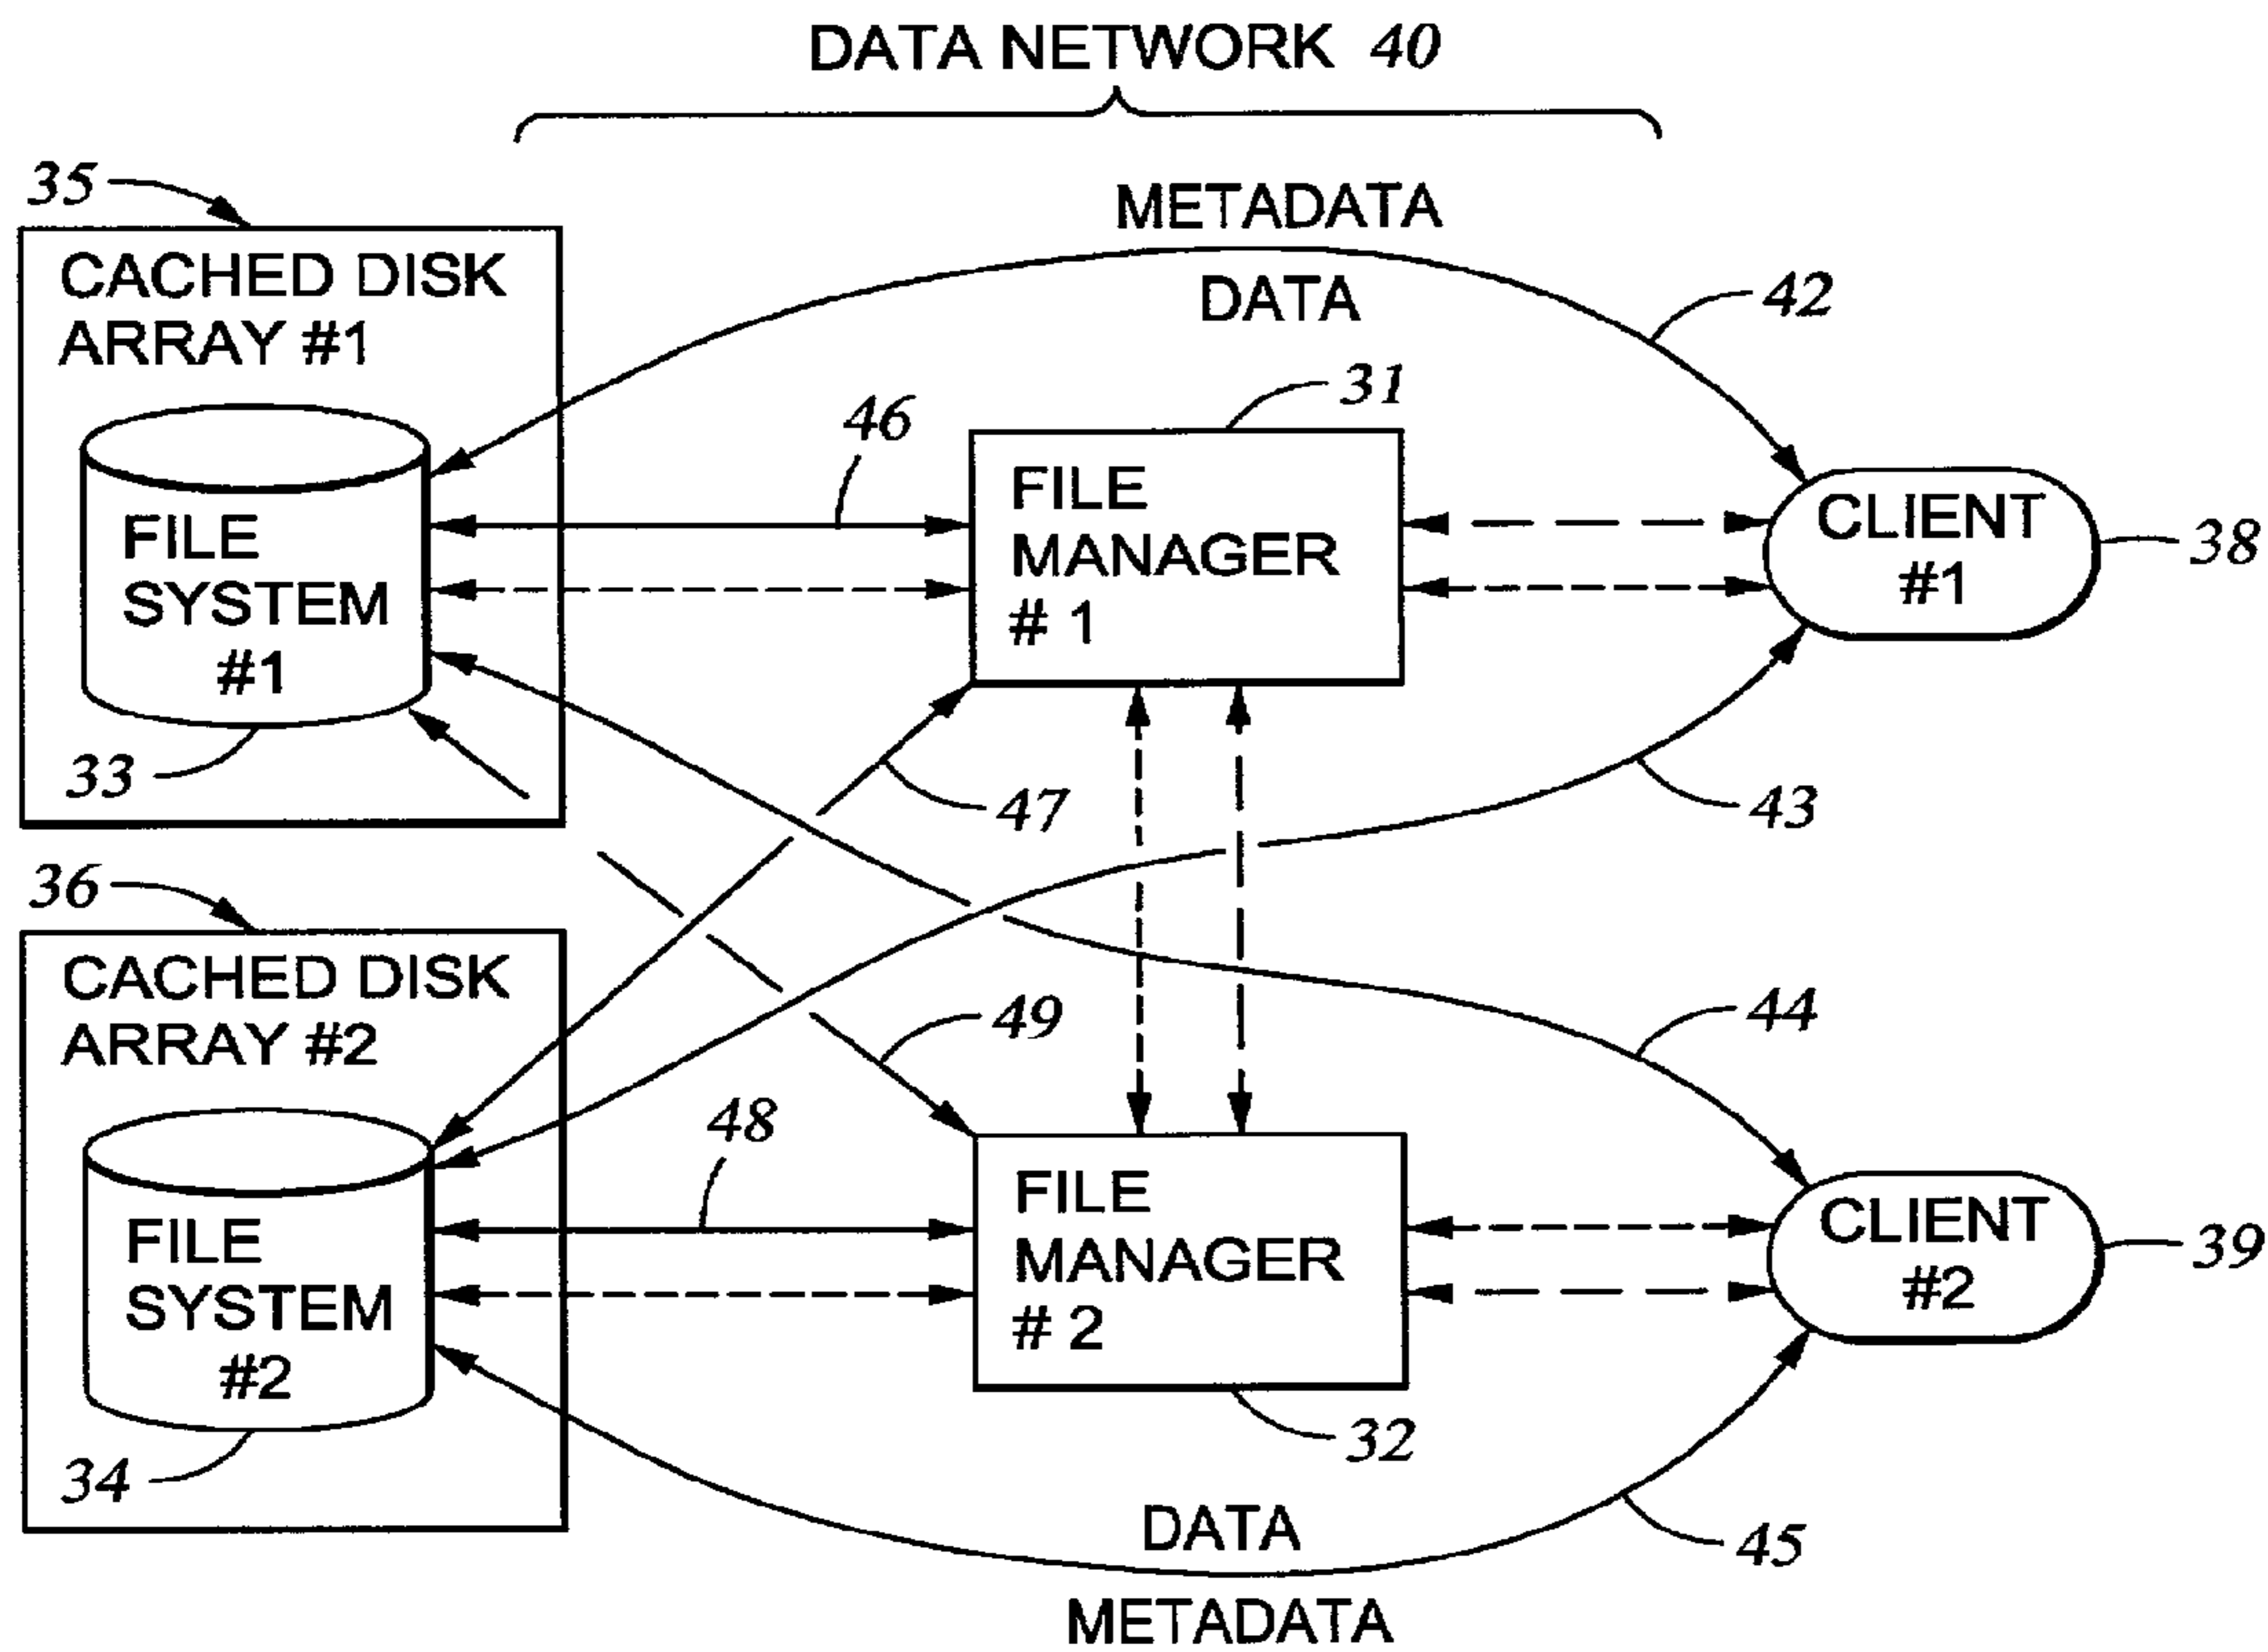 DATA NETWORK 40
35
METADATA
CACHED DISK
ARRAY #1
DATA
42
31
46
FILE
SYSTEM
#1
FILE
MANAGER
# 1
CLIENT
#1
38
33
47
43
36
CACHED DISK
ARRAY #2
49
44
48
FILE
SYSTEM
#2
FILE
MANAGER
# 2
CLIENT
#2
39
34
32
DATA
45
METADATA